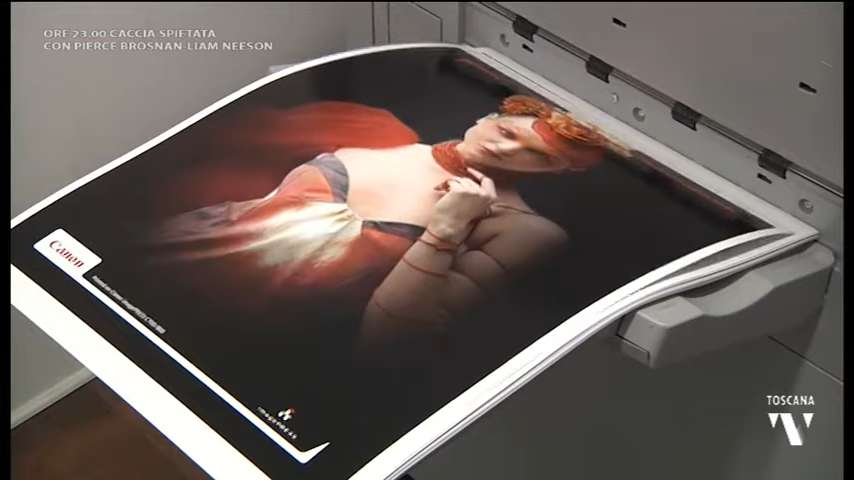 ORE 23.00 CACCIA SPIETATA
CON PIERCE BROSNAN-LIAM NEESON
Canon
TOSCANA
TV